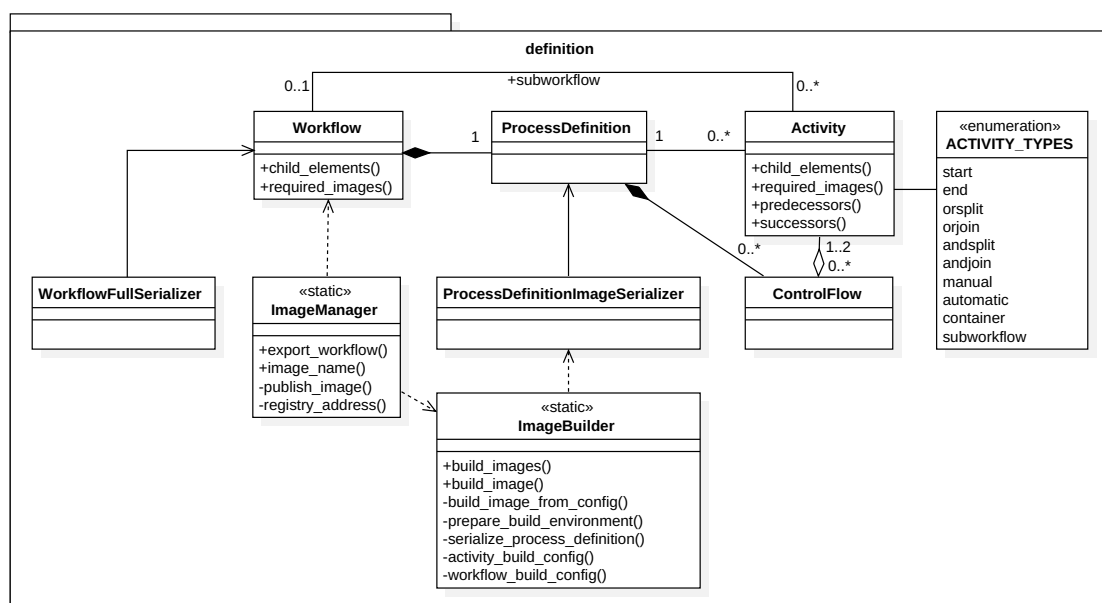 definition
+subworkflow
0..1
0..*
Workflow
+child_elements()
+required_images()
1
ProcessDefinition
1
0..*
Activity
+child_elements()
+required_images()
+predecessors()
+successors()
«enumeration»
ACTIVITY_TYPES
start
end
orsplit
orjoin
andsplit
andjoin
manual
automatic
container
subworkflow
0..*
1..2
0..*
WorkflowFullSerializer
«static»
ImageManager
+export_workflow()
+image_name()
-publish_image()
-registry_address()
ProcessDefinitionImageSerializer
ControlFlow
«static»
ImageBuilder
+build_images()
+build_image()
-build_image_from_config()
-prepare_build_environment()
-serialize_process_definition()
-activity_build_config()
-workflow_build_config()